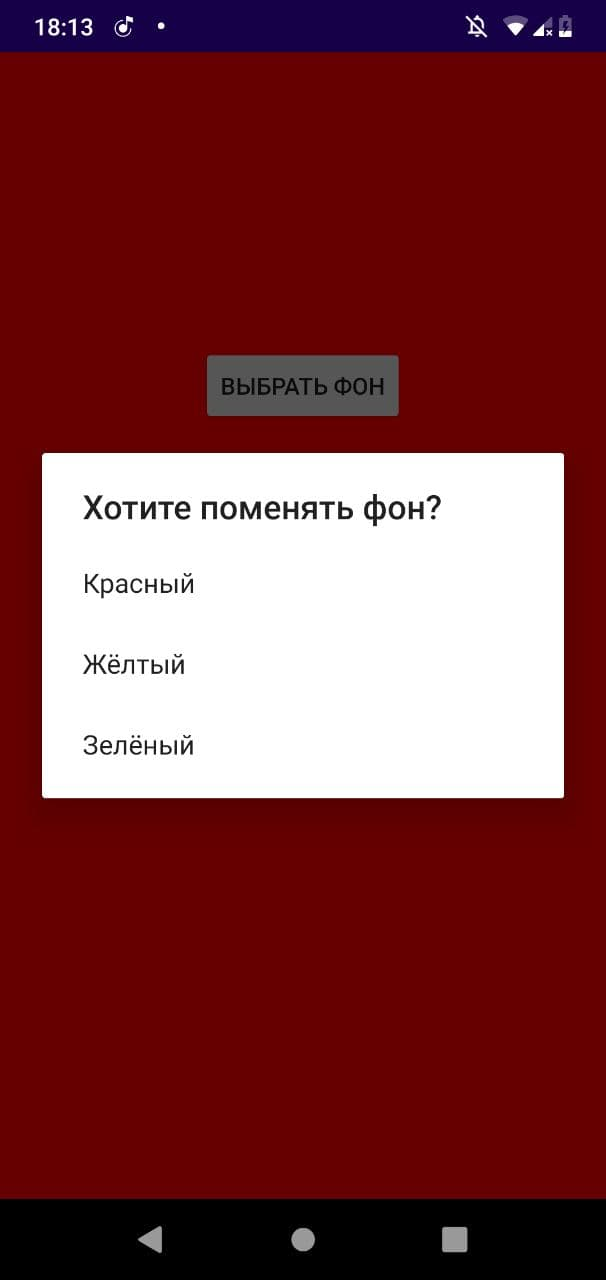 18:13
ВЫБРАТЬ ФОН
Хотите поменять фон?
Красный
Жёлтый
Зелёный